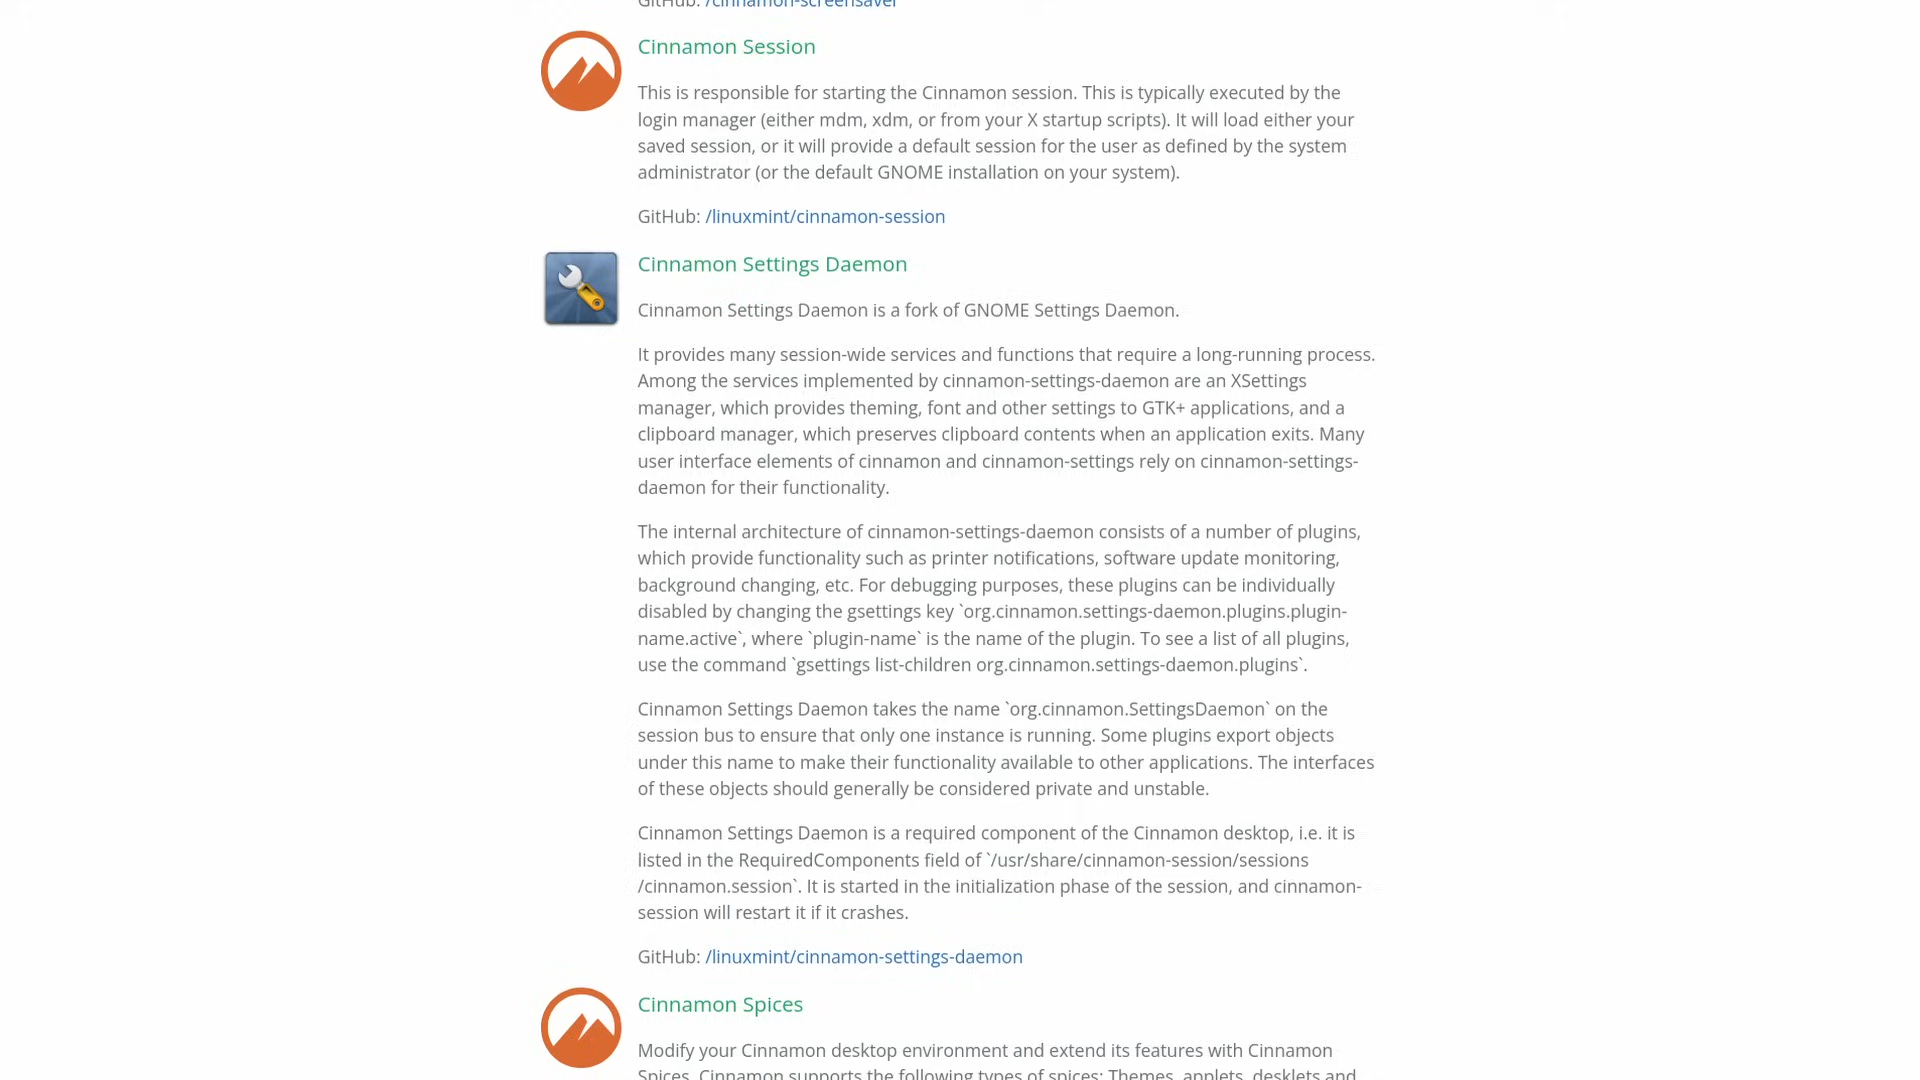 GitHub: /cinnamon-screensaver
Cinnamon Session
This is responsible for starting the Cinnamon session. This is typically executed by the
login manager (either mdm, xdm, or from your X startup scripts). It will load either your
saved session, or it will provide a default session for the user as defined by the system
administrator (or the default GNOME installation on your system).
GitHub: /linuxmint/cinnamon-session
Cinnamon Settings Daemon
Cinnamon Settings Daemon is a fork of GNOME Settings Daemon.
It provides many session-wide services and functions that require a long-running process.
Among the services implemented by cinnamon-settings-daemon are an XSettings
manager, which provides theming, font and other settings to GTK+ applications, and a
clipboard manager, which preserves clipboard contents when an application exits. Many
user interface elements of cinnamon and cinnamon-settings rely on cinnamon-settings-
daemon for their functionality.
The internal architecture of cinnamon-settings-daemon consists of a number of plugins,
which provide functionality such as printer notifications, software update monitoring,
background changing, etc. For debugging purposes, these plugins can be individually
disabled by changing the gsettings key `org.cinnamon.settings-daemon.plugins.plugin-
name.active`, where `plugin-name` is the name of the plugin. To see a list of all plugins,
use the command `gsettings list-children org.cinnamon.settings-daemon.plugins`.
Cinnamon Settings Daemon takes the name `org.cinnamon.SettingsDaemon` on the
session bus to ensure that only one instance is running. Some plugins export objects
under this name to make their functionality available to other applications. The interfaces
of these objects should generally be considered private and unstable.
Cinnamon Settings Daemon is a required component of the Cinnamon desktop, i.e. it is
listed in the RequiredComponents field of `/usr/share/cinnamon-session/sessions
/cinnamon.session`. It is started in the initialization phase of the session, and cinnamon-
session will restart it if it crashes.
GitHub: /linuxmint/cinnamon-settings-daemon
Cinnamon Spices
Modify your Cinnamon desktop environment and extend its features with Cinnamon
Spices. Cinnamon supports the following types of spices: Themes, applets, desklets and